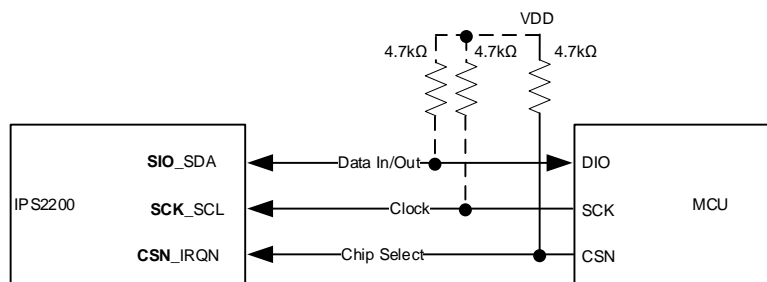 VDD
4.7kΩ 4.7kΩ 4.7kΩ
SIO_SDA Data In/Out DIO
IPS2200 SCK_SCL Clock SCK MCU
CSN_IRQN Chip Select CSN